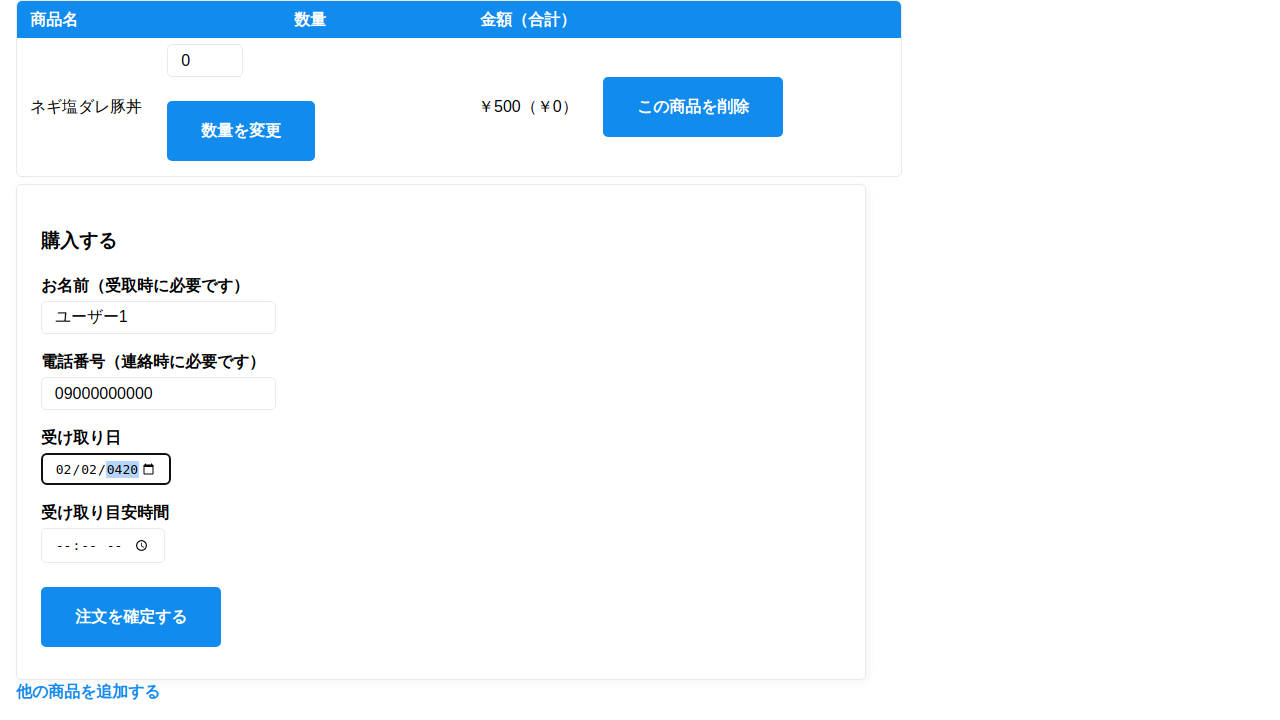 商品名 数量 金額（合計）
0
ネギ塩ダレ豚丼 数量を変更 ￥500（￥0） この商品を削除
購入する
お名前（受取時に必要です）
ユーザー1
電話番号（連絡時に必要です）
09000000000
受け取り日
02/02/0420
受け取り目安時間
--:-- --
注文を確定する
他の商品を追加する